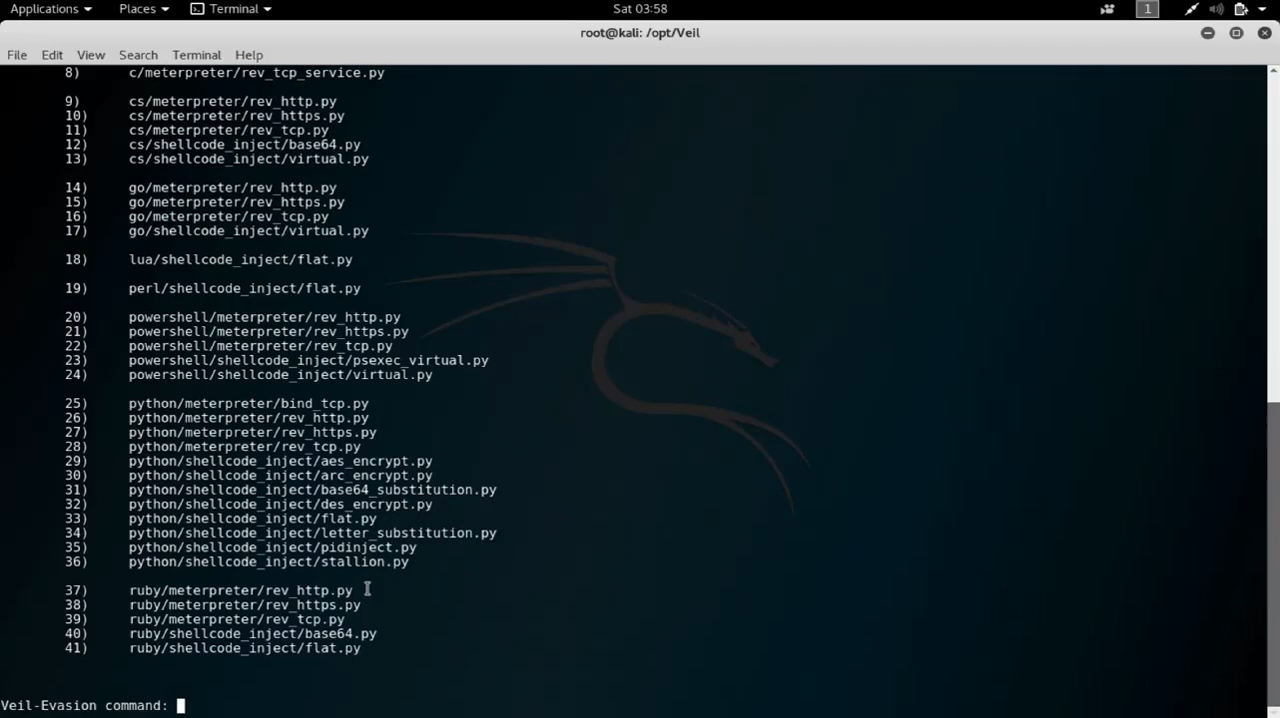 Applications Places Terminal Sat 03:58 1
root@kali: /opt/Veil
File Edit View Search Terminal Help
8) c/meterpreter/rev_tcp_service.py
9) cs/meterpreter/rev_http.py
10) cs/meterpreter/rev_https.py
11) cs/meterpreter/rev_tcp.py
12) cs/shellcode_inject/base64.py
13) cs/shellcode_inject/virtual.py
14) go/meterpreter/rev_http.py
15) go/meterpreter/rev_https.py
16) go/meterpreter/rev_tcp.py
17) go/shellcode_inject/virtual.py
18) lua/shellcode_inject/flat.py
19) perl/shellcode_inject/flat.py
20) powershell/meterpreter/rev_http.py
21) powershell/meterpreter/rev_https.py
22) powershell/meterpreter/rev_tcp.py
23) powershell/shellcode_inject/psexec_virtual.py
24) powershell/shellcode_inject/virtual.py
25) python/meterpreter/bind_tcp.py
26) python/meterpreter/rev_http.py
27) python/meterpreter/rev_https.py
28) python/meterpreter/rev_tcp.py
29) python/shellcode_inject/aes_encrypt.py
30) python/shellcode_inject/arc_encrypt.py
31) python/shellcode_inject/base64_substitution.py
32) python/shellcode_inject/des_encrypt.py
33) python/shellcode_inject/flat.py
34) python/shellcode_inject/letter_substitution.py
35) python/shellcode_inject/pidinject.py
36) python/shellcode_inject/stallion.py
37) ruby/meterpreter/rev_http.py
38) ruby/meterpreter/rev_https.py
39) ruby/meterpreter/rev_tcp.py
40) ruby/shellcode_inject/base64.py
41) ruby/shellcode_inject/flat.py
Veil-Evasion command: